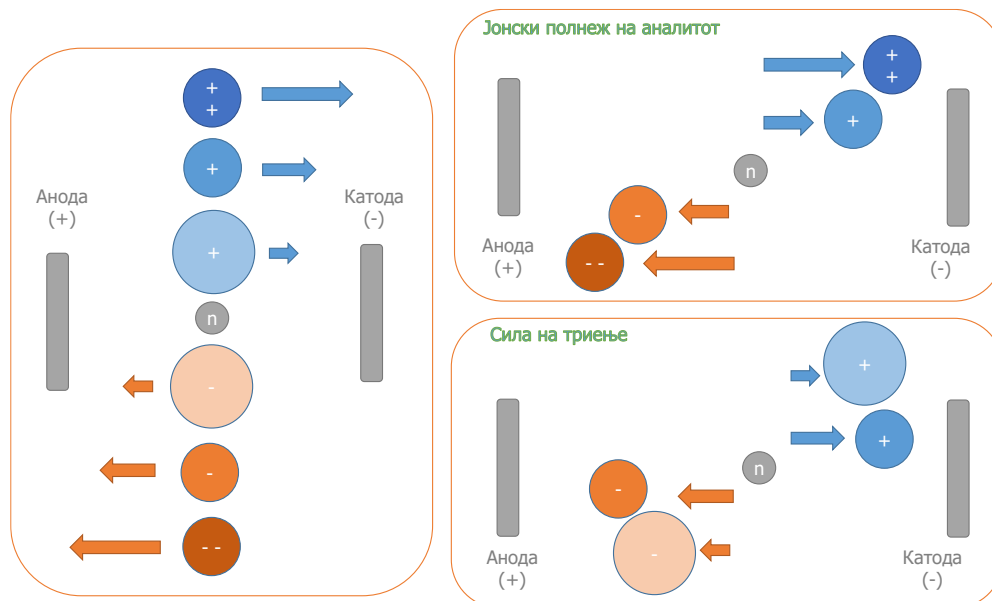 +
+
+
Анода
(+)
Катода
(-)
+
n
-
-
- -
Јонски полнеж на аналитот
+
+
+
n
-
- -
Анода
(+)
Катода
(-)
Сила на триење
+
+
n
-
-
Анода
(+)
Катода
(-)